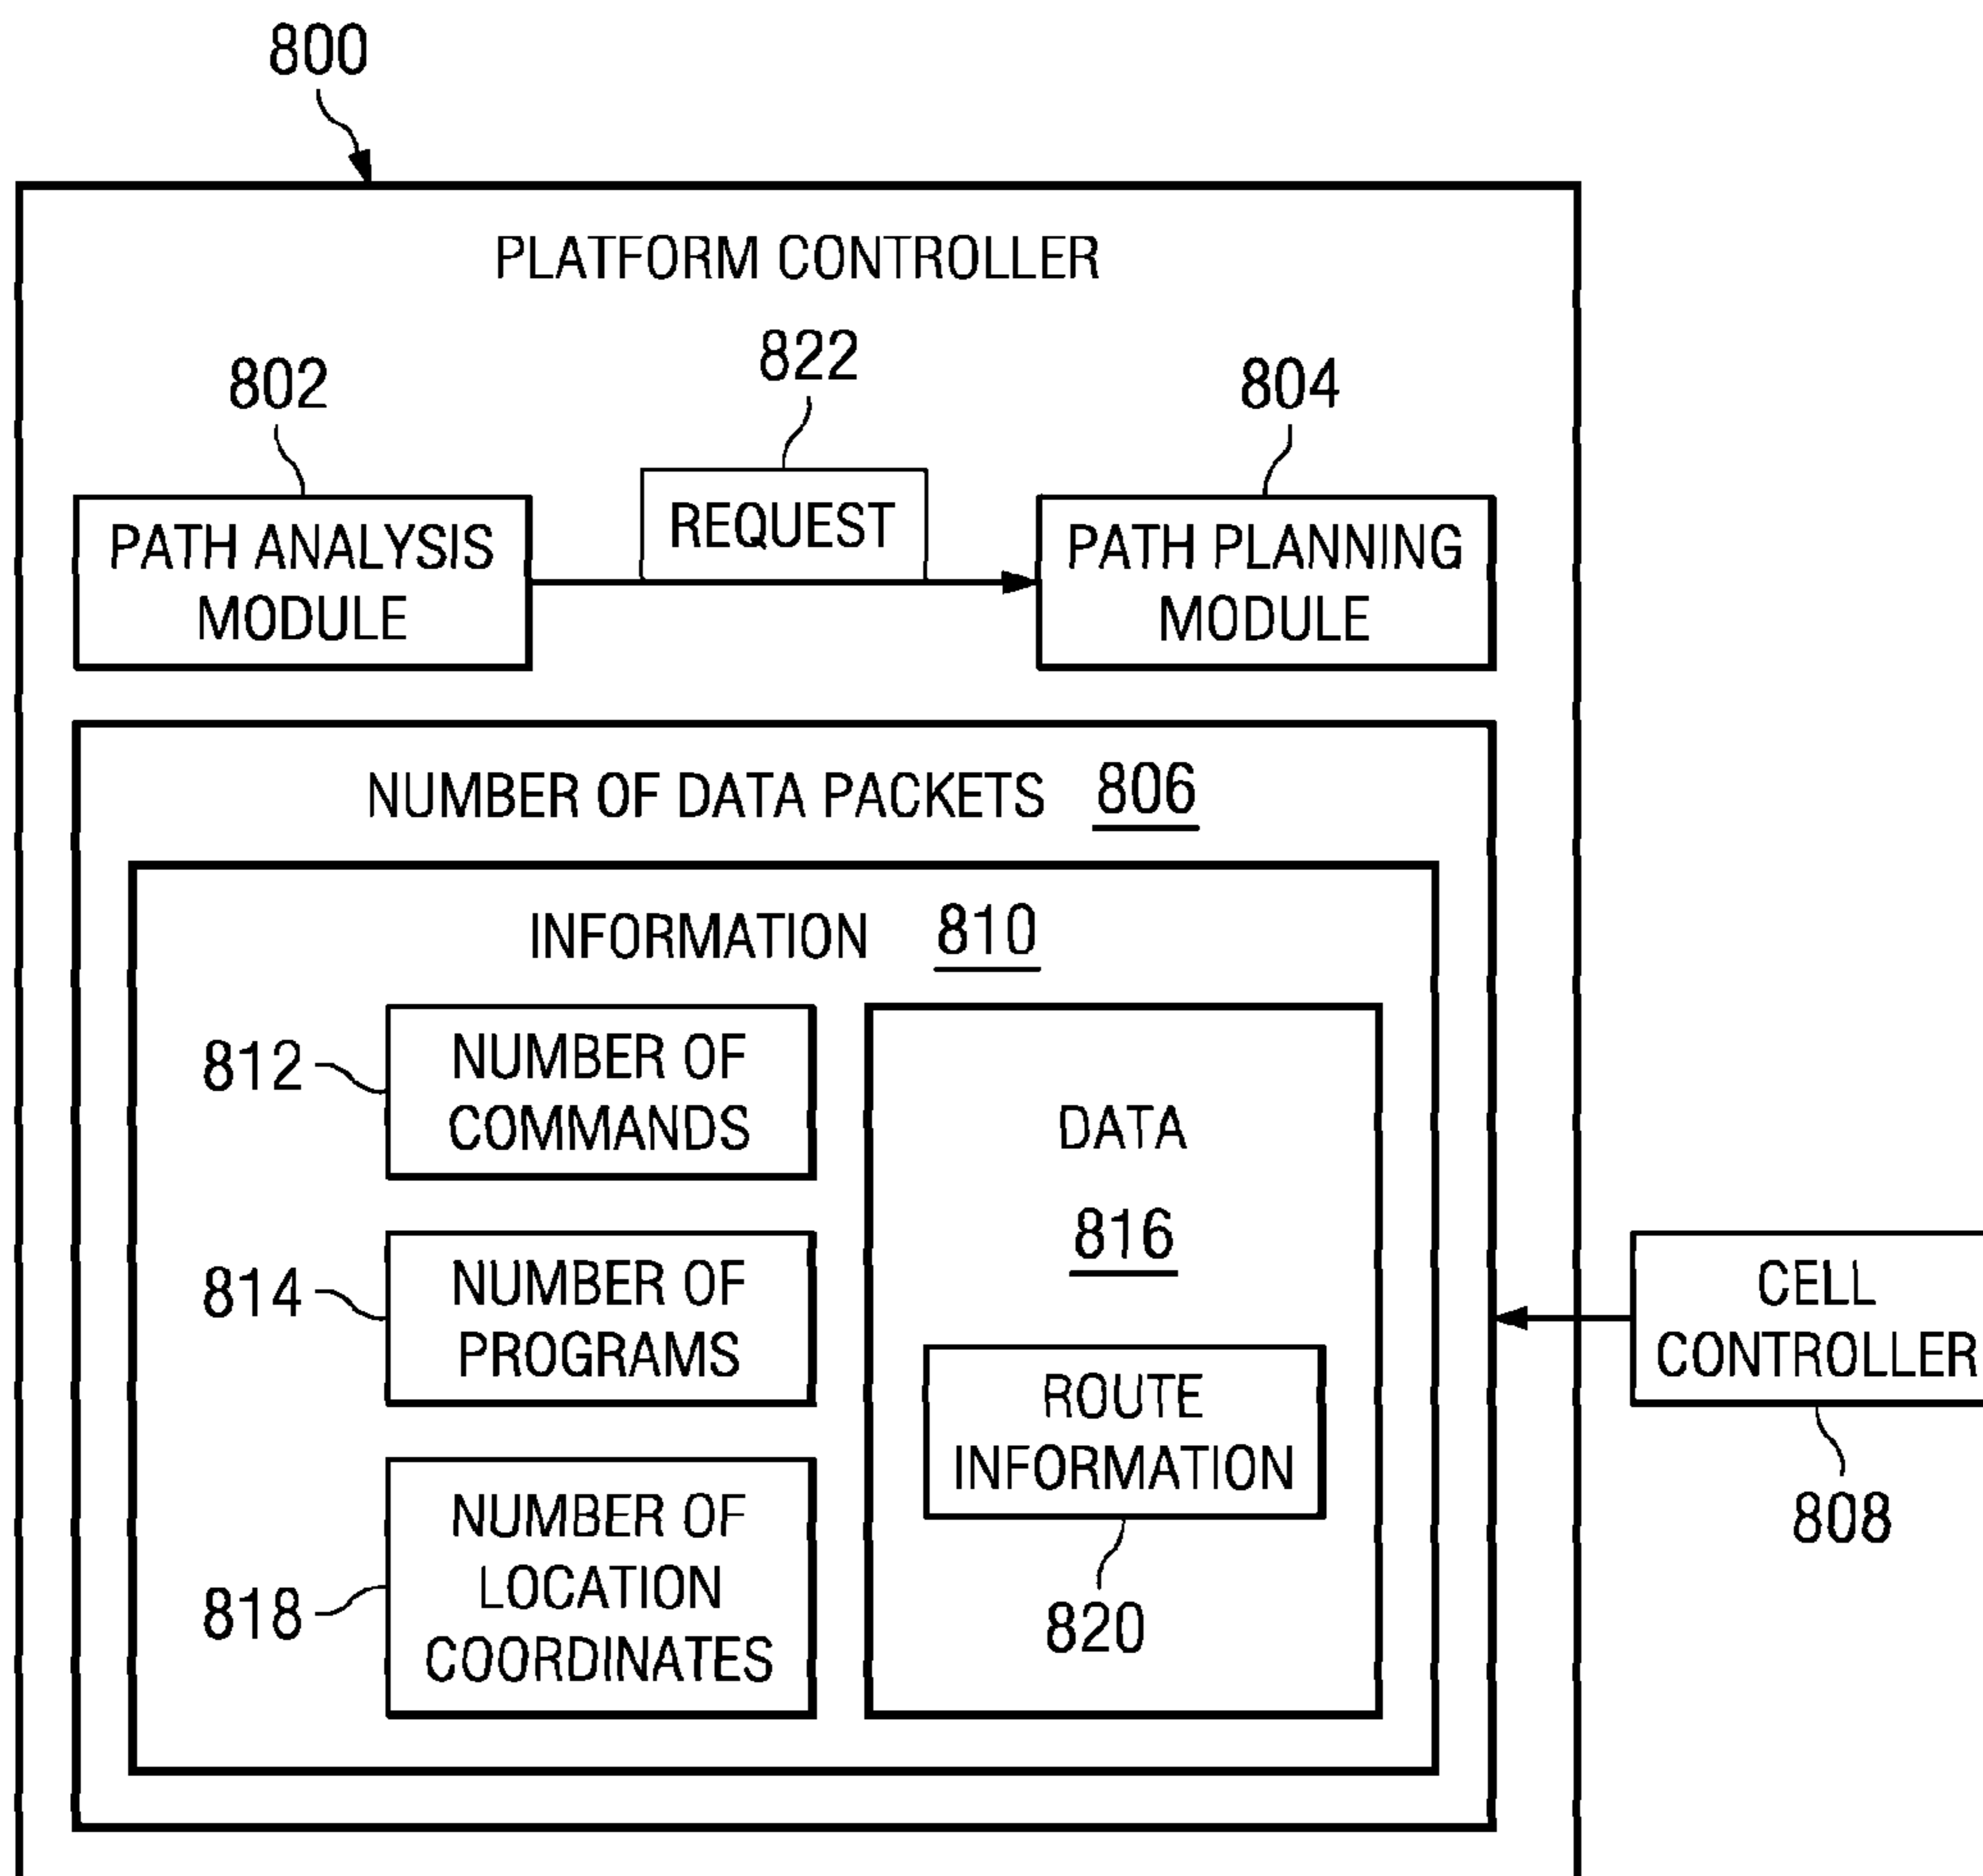 800
PLATFORM CONTROLLER
802
822
804
PATH ANALYSIS
MODULE
REQUEST
PATH PLANNING
MODULE
NUMBER OF DATA PACKETS 806
INFORMATION 810
812
NUMBER OF
COMMANDS
814
NUMBER OF
PROGRAMS
818
NUMBER OF
LOCATION
COORDINATES
DATA
816
ROUTE
INFORMATION
820
CELL
CONTROLLER
808